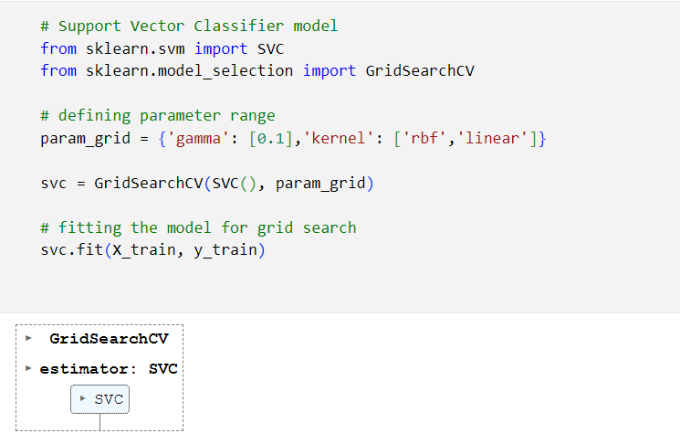 # Support Vector Classifier model
from sklearn.svm import SVC
from sklearn.model_selection import GridSearchCV
# defining parameter range
param_grid = {'gamma': [0.1],'kernel': ['rbf','linear']}
svc = GridSearchCV(SVC(), param_grid)
# fitting the model for grid search
svc.fit(X_train, y_train)
GridSearchCV
estimator: SVC
SVC